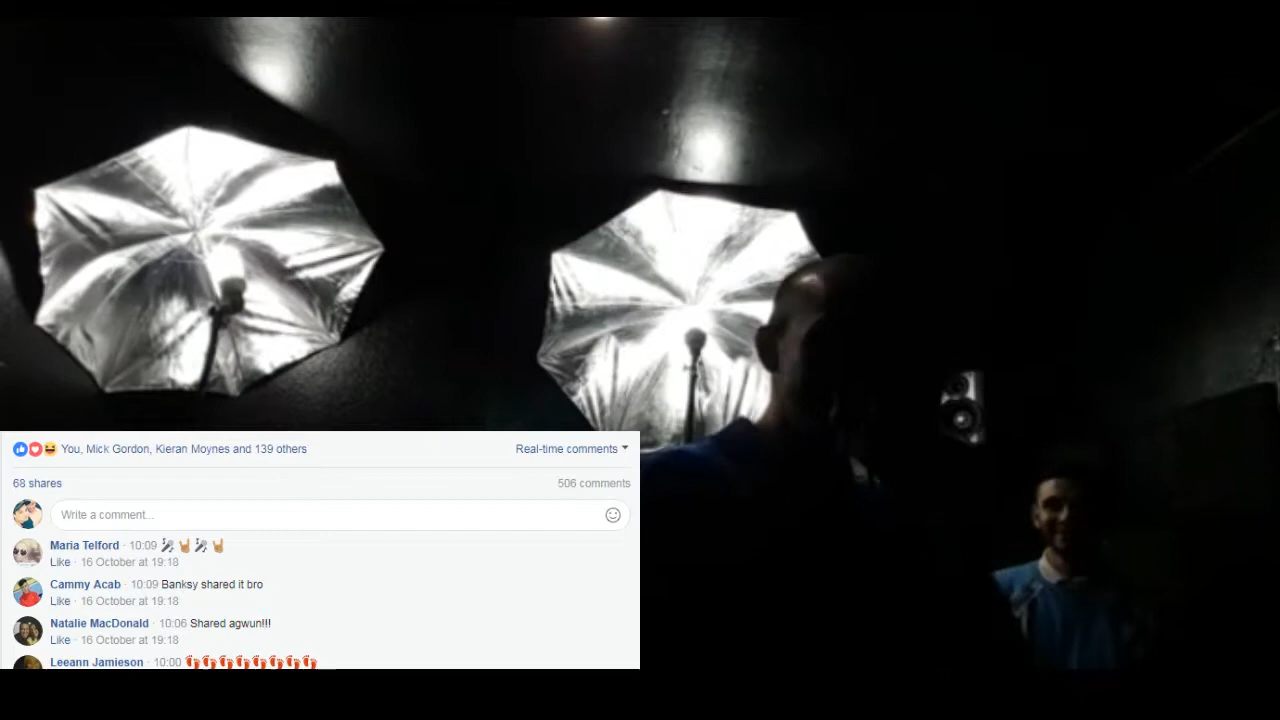 You, Mick Gordon, Kieran Moynes and 139 others Real-time comments
68 shares 506 comments
Write a comment...
Maria Telford · 10:09 🎤 🤘🏼 🎤 🤘🏼
Like · 16 October at 19:18
Cammy Acab · 10:09 Banksy shared it bro
Like · 16 October at 19:18
Natalie MacDonald · 10:06 Shared agwun!!!
Like · 16 October at 19:18
Leeann Jamieson · 10:00 👣👣👣👣👣👣👣👣